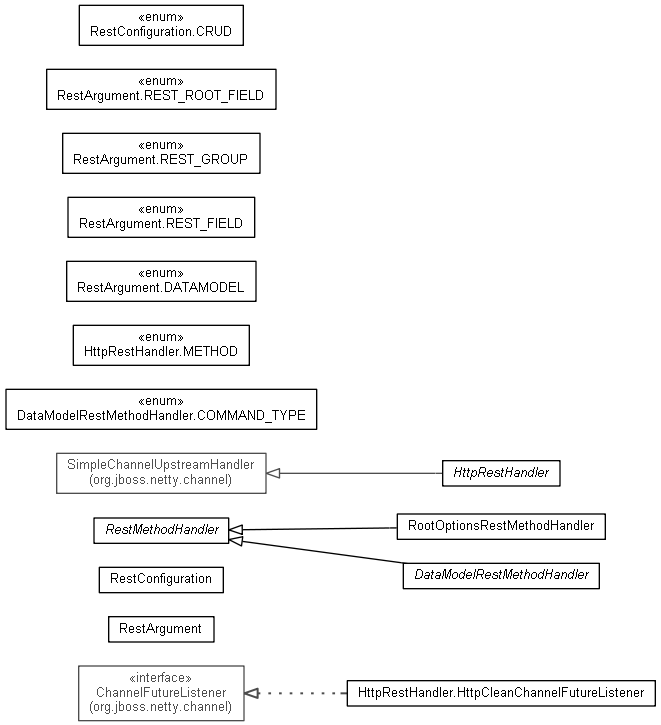 «enum»
RestConfiguration.CRUD
«enum»
RestArgument.REST_ROOT_FIELD
«enum»
RestArgument.REST_GROUP
«enum»
RestArgument.REST_FIELD
«enum»
RestArgument.DATAMODEL
«enum»
HttpRestHandler.METHOD
«enum»
DataModelRestMethodHandler.COMMAND_TYPE
SimpleChannelUpstreamHandler
(org.jboss.netty.channel)
HttpRestHandler
RestMethodHandler
RootOptionsRestMethodHandler
DataModelRestMethodHandler
RestConfiguration
RestArgument
«interface»
ChannelFutureListener
(org.jboss.netty.channel)
HttpRestHandler.HttpCleanChannelFutureListener